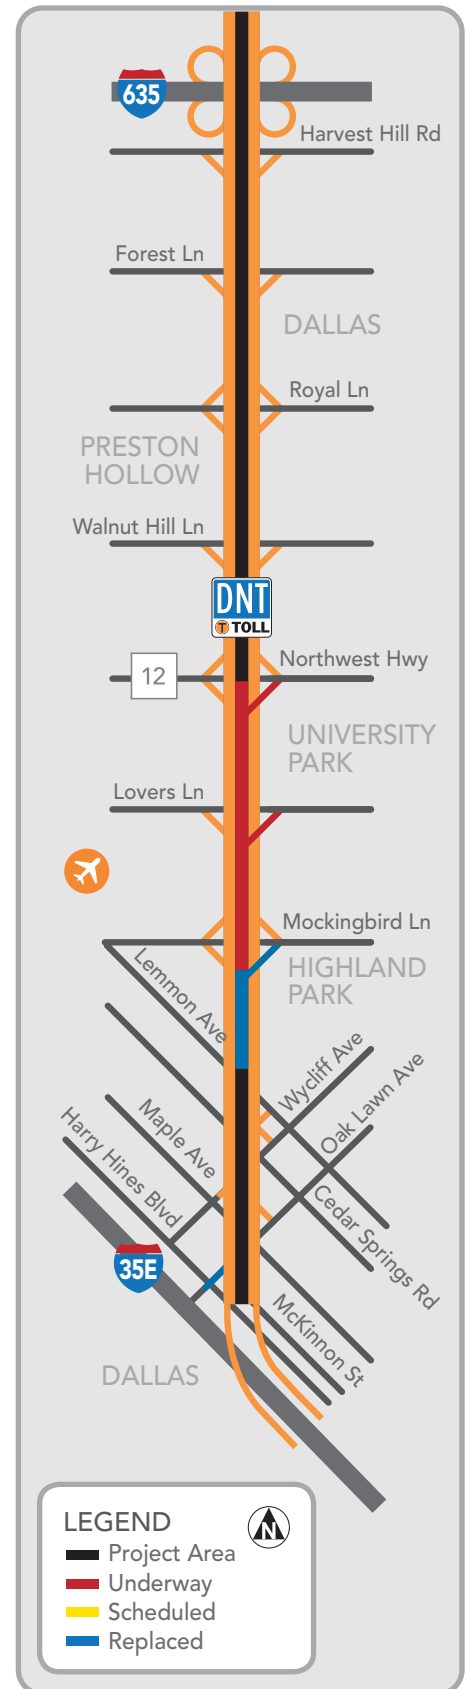 635
Harvest Hill Rd
Forest Ln
DALLAS
Royal Ln
PRESTON
HOLLOW
Walnut Hill Ln
DNT
T TOLL
Northwest Hwy
12
UNIVERSITY
PARK
Lovers Ln
Mockingbird Ln
Lemmon Ave
HIGHLAND
PARK
Wycliff Ave
Oak Lawn Ave
Maple Ave
Harry Hines Blvd
Cedar Springs Rd
35E
McKinnon St
DALLAS
LEGEND
N
Project Area
Underway
Scheduled
Replaced